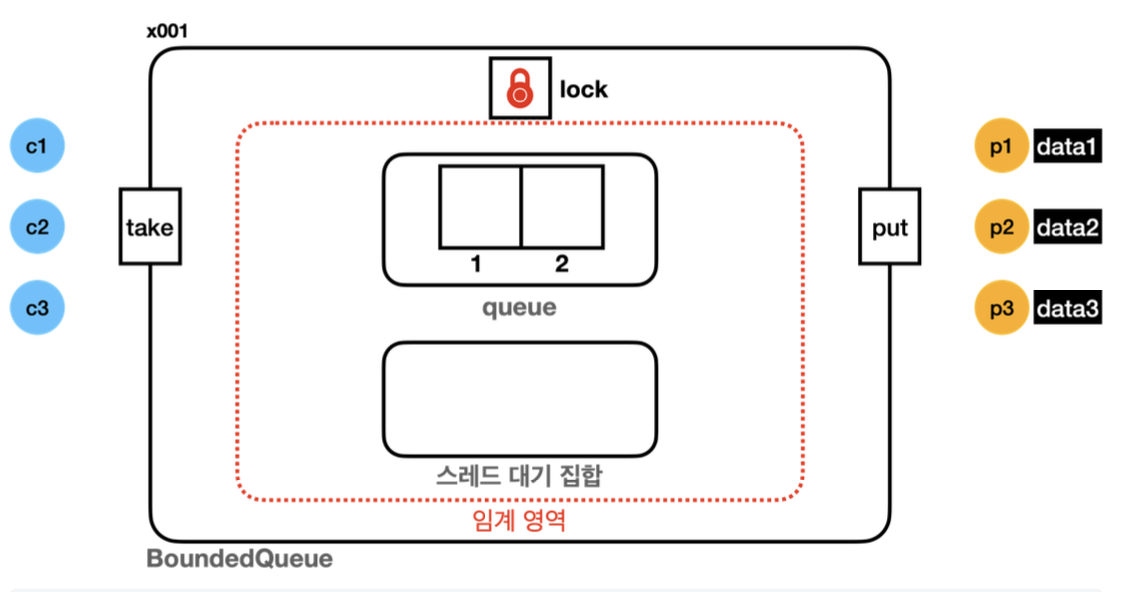 x001
lock
c1
c2
c3
take
1 2
queue
스레드 대기 집합
임계 영역
put
p1 data1
p2 data2
p3 data3
BoundedQueue